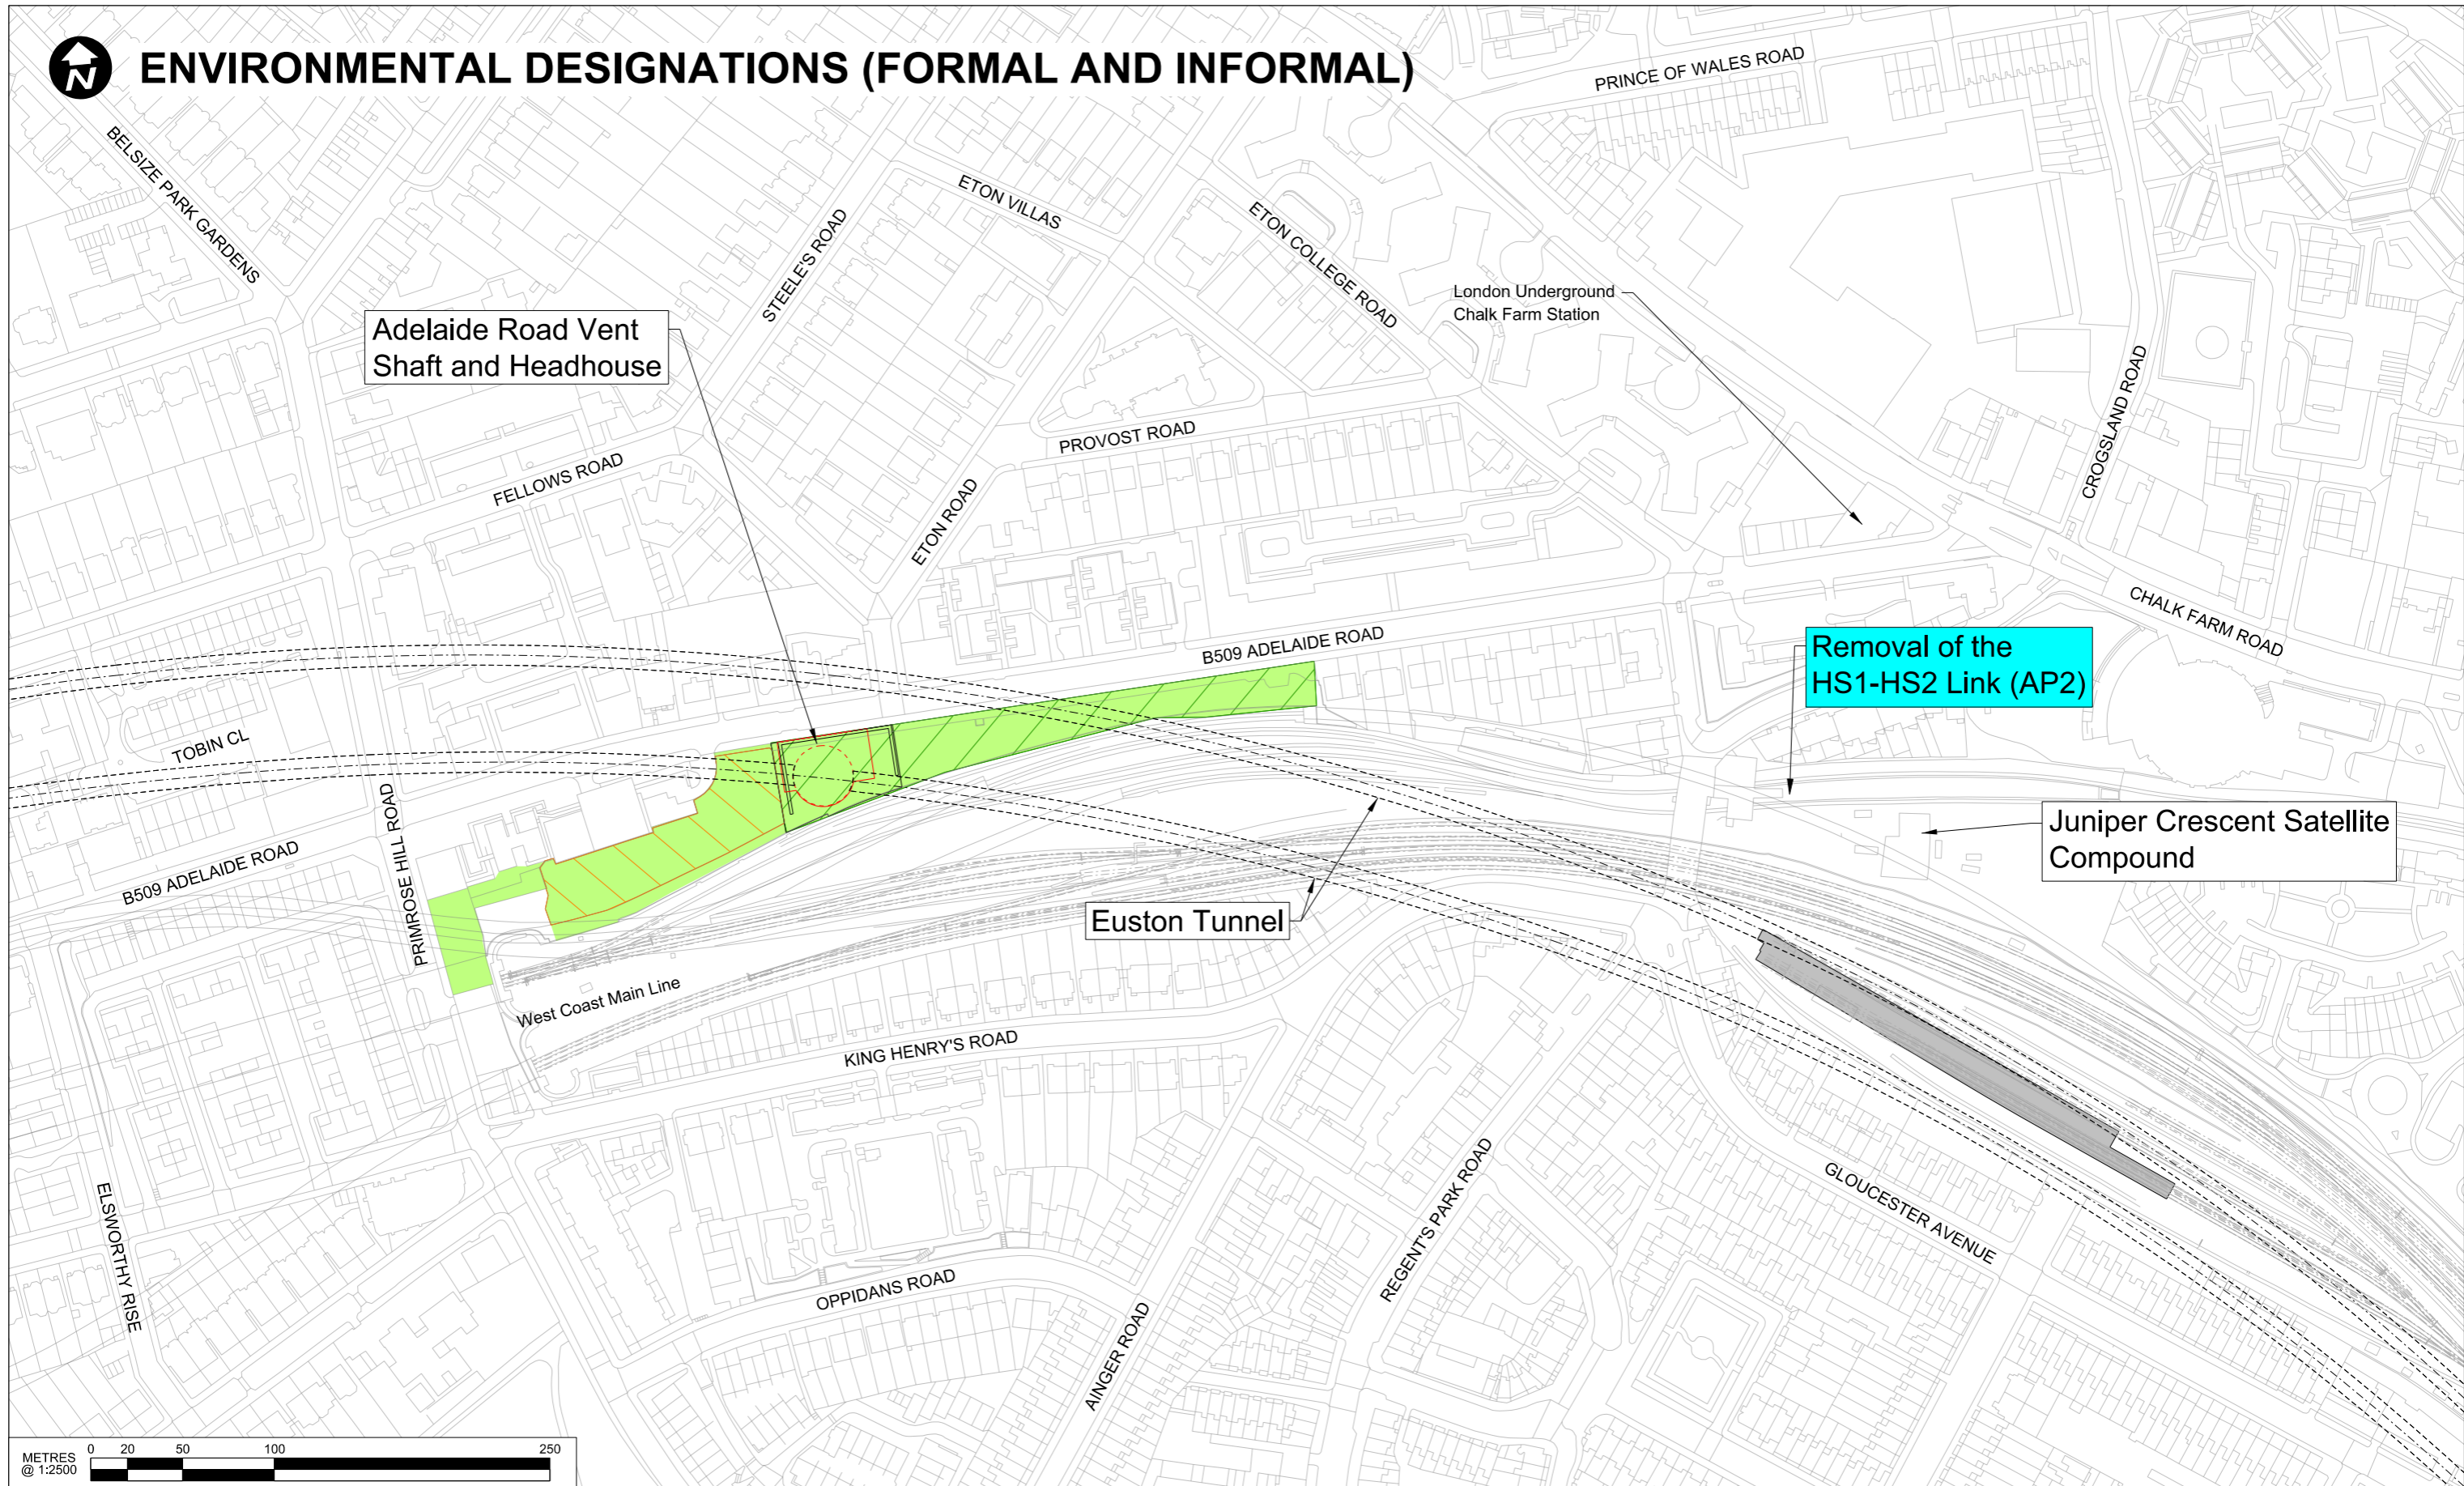 N
ENVIRONMENTAL DESIGNATIONS (FORMAL AND INFORMAL)
PRINCE OF WALES ROAD
BELSIZE PARK GARDENS
ETON VILLAS
STEELE'S ROAD
ETON COLLEGE ROAD
London Underground
Chalk Farm Station
Adelaide Road Vent
Shaft and Headhouse
CROGSLAND ROAD
PROVOST ROAD
FELLOWS ROAD
ETON ROAD
CHALK FARM ROAD
B509 ADELAIDE ROAD
Removal of the
HS1-HS2 Link (AP2)
TOBIN CL
Juniper Crescent Satellite
Compound
PRIMROSE HILL ROAD
B509 ADELAIDE ROAD
Euston Tunnel
West Coast Main Line
KING HENRY'S ROAD
REGENT'S PARK ROAD
GLOUCESTER AVENUE
ELSWORTHY RISE
OPPIDANS ROAD
AINGER ROAD
METRES
@ 1:2500
0 20 50 100 250